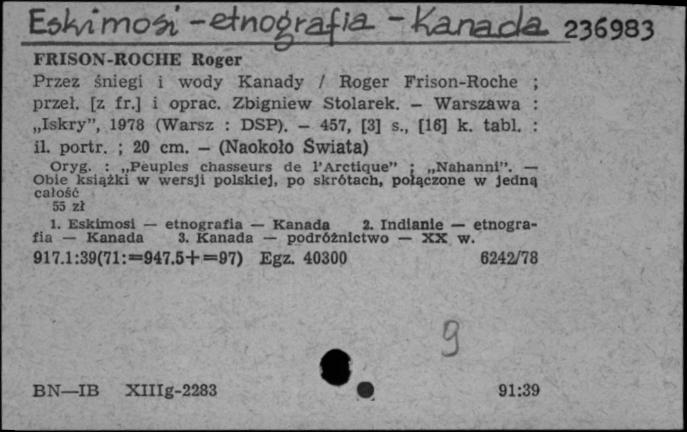 Eskimosi - etnografia - Kanada 236983
FRISON-ROCHE Roger
Przez śniegi i wody Kanady / Roger Frison-Roche ;
przeł. [z fr.] i oprac. Zbigniew Stolarek. — Warszawa :
„Iskry”, 1978 (Warsz : DSP). — 457, [3] s., [16] k. tabl. :
il. portr. ; 20 cm. — (Naokoło Świata)
Oryg. : „Peuples chasseurs de l'Arctique” ; „Nahanni”. —
Obie książki w wersji polskiej, po skrótach, połączone w jedną
całość
55 zł
1. Eskimosi — etnografia — Kanada 2. Indianie — etnogra-
fia — Kanada 3. Kanada — podróżnictwo — XX w.
917.1:39(71:=947.5+=97) Egz. 40300 6242/78
9
BN—IB XIIIg-2283 91:39